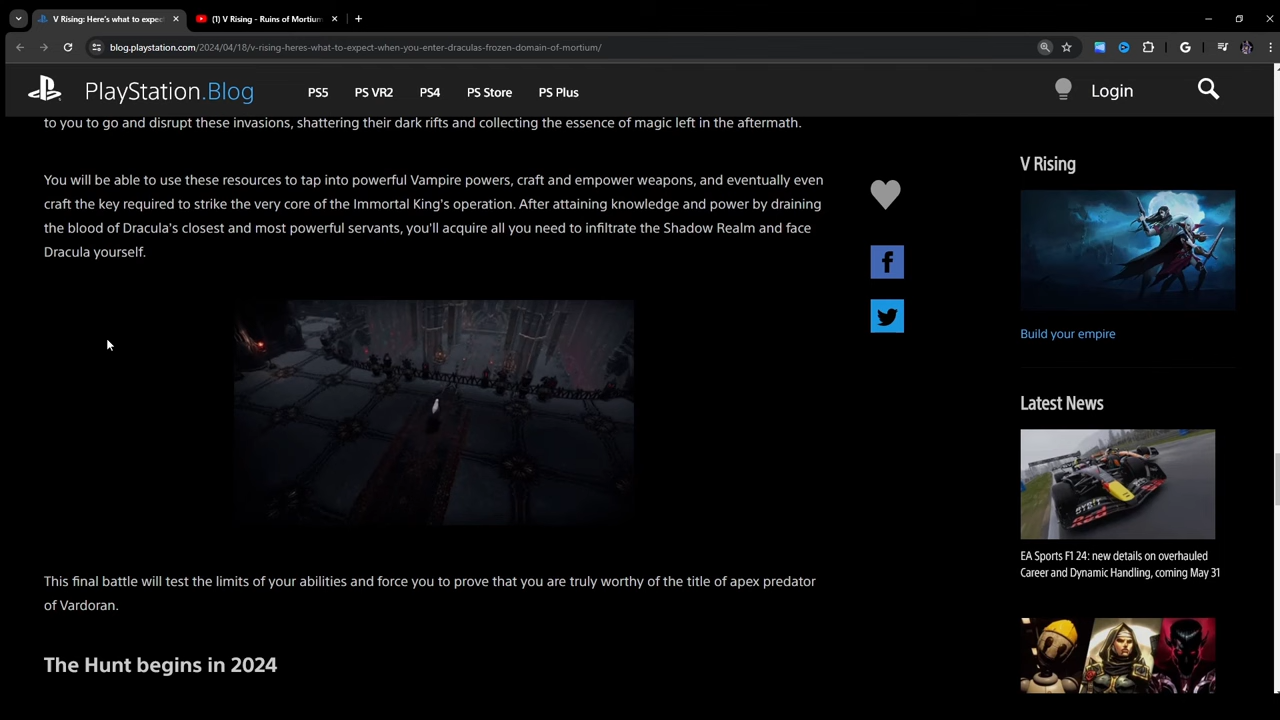 V Rising: Here's what to expec
(1) V Rising - Ruins of Mortium
blog.playstation.com/2024/04/18/v-rising-heres-what-to-expect-when-you-enter-draculas-frozen-domain-of-mortium/
PlayStation.Blog
PS5
PS VR2
PS4
PS Store
PS Plus
Login
to you to go and disrupt these invasions, shattering their dark rifts and collecting the essence of magic left in the aftermath.
You will be able to use these resources to tap into powerful Vampire powers, craft and empower weapons, and eventually even
craft the key required to strike the very core of the Immortal King's operation. After attaining knowledge and power by draining
the blood of Dracula's closest and most powerful servants, you'll acquire all you need to infiltrate the Shadow Realm and face
Dracula yourself.
This final battle will test the limits of your abilities and force you to prove that you are truly worthy of the title of apex predator
of Vardoran.
The Hunt begins in 2024
V Rising
Build your empire
Latest News
EA Sports F1 24: new details on overhauled
Career and Dynamic Handling, coming May 31